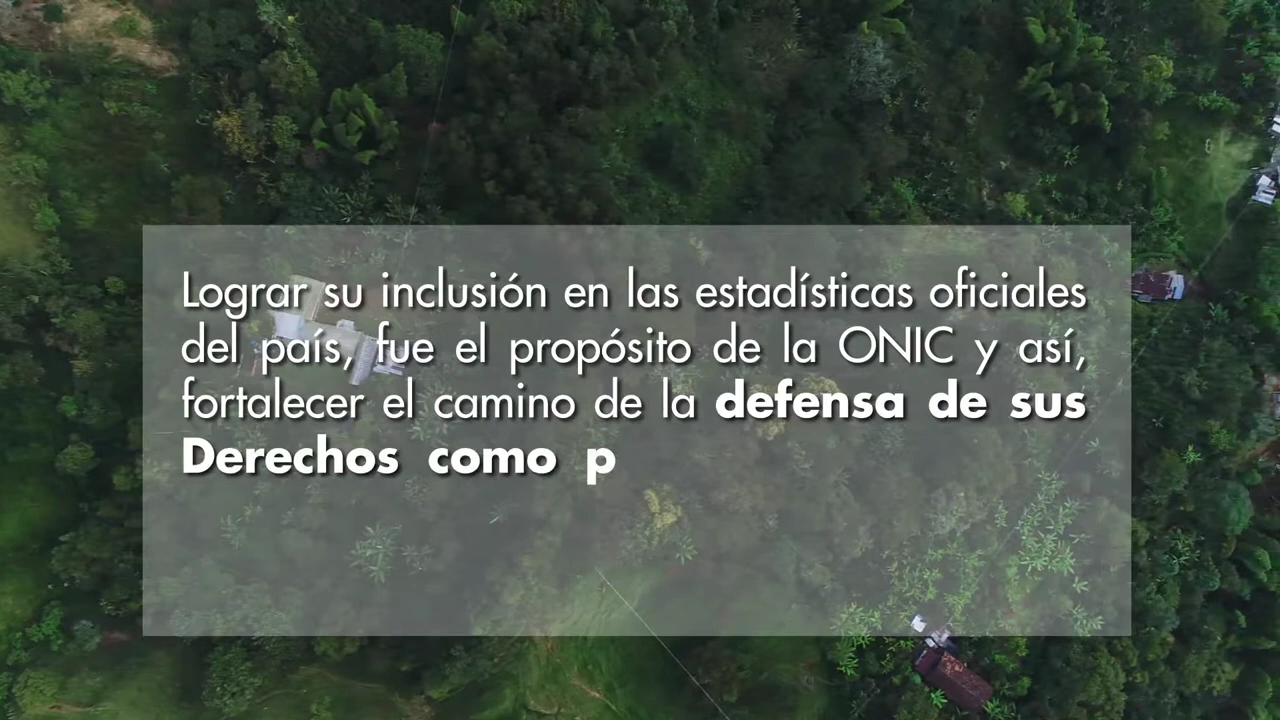 Lograr su inclusión en las estadísticas oficiales
del país, fue el propósito de la ONIC y así,
fortalecer el camino de la defensa de sus
Derechos como p